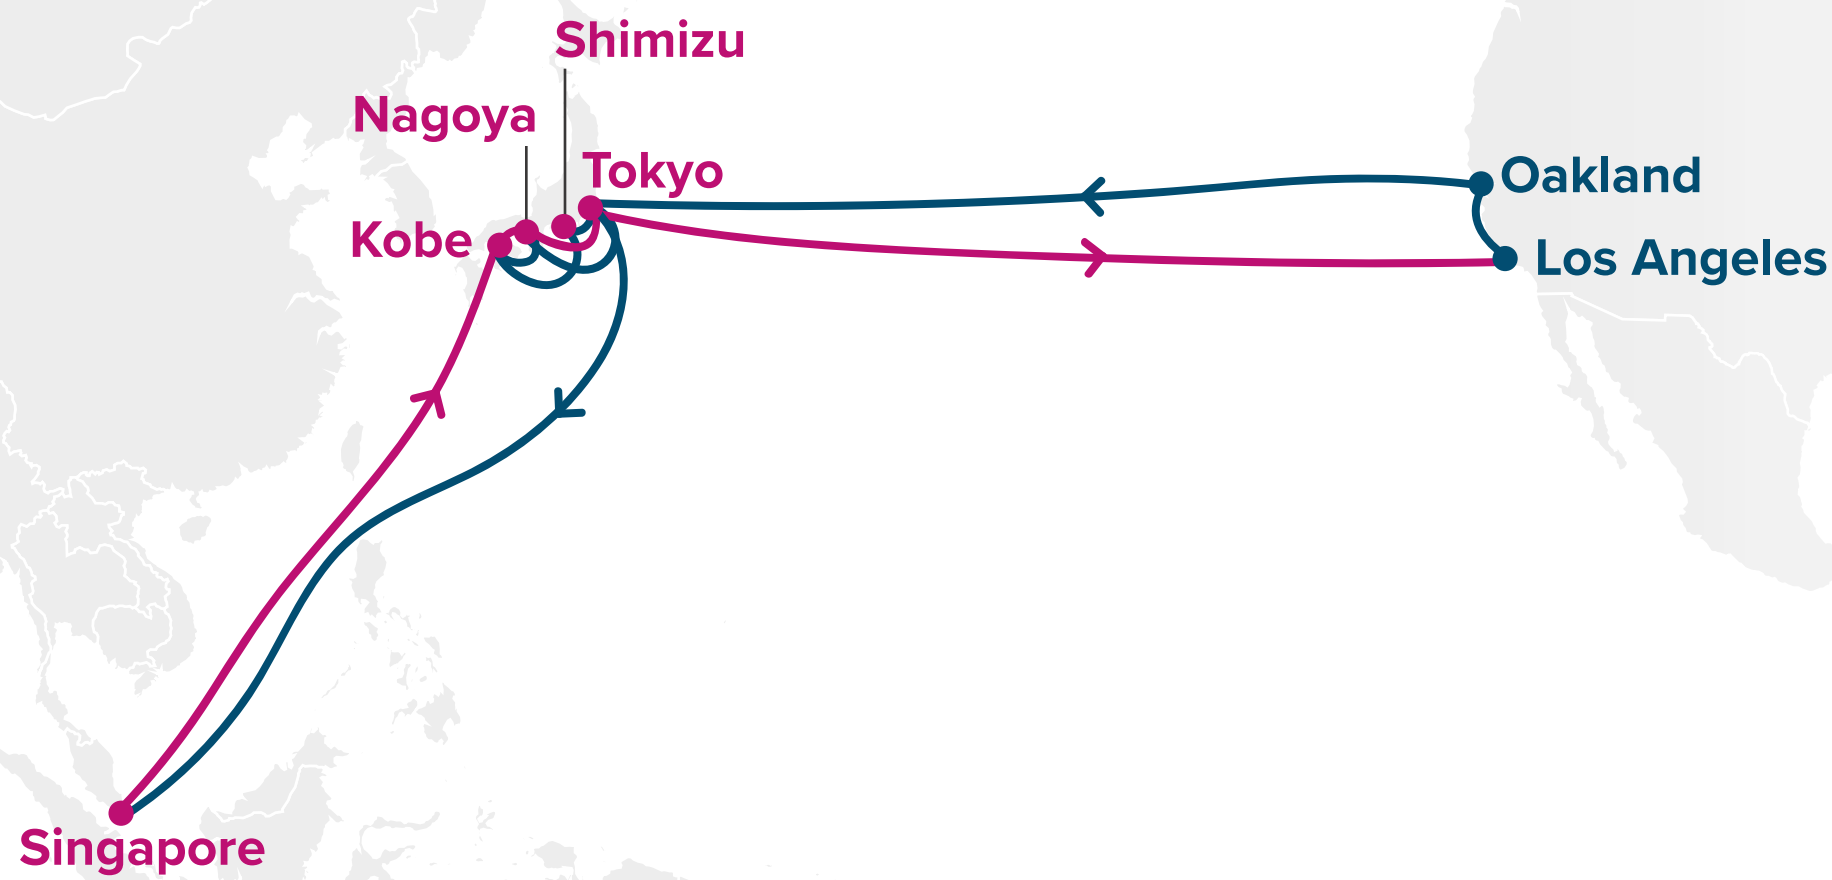 Shimizu
Nagoya
Tokyo
Oakland
Kobe
Los Angeles
Singapore